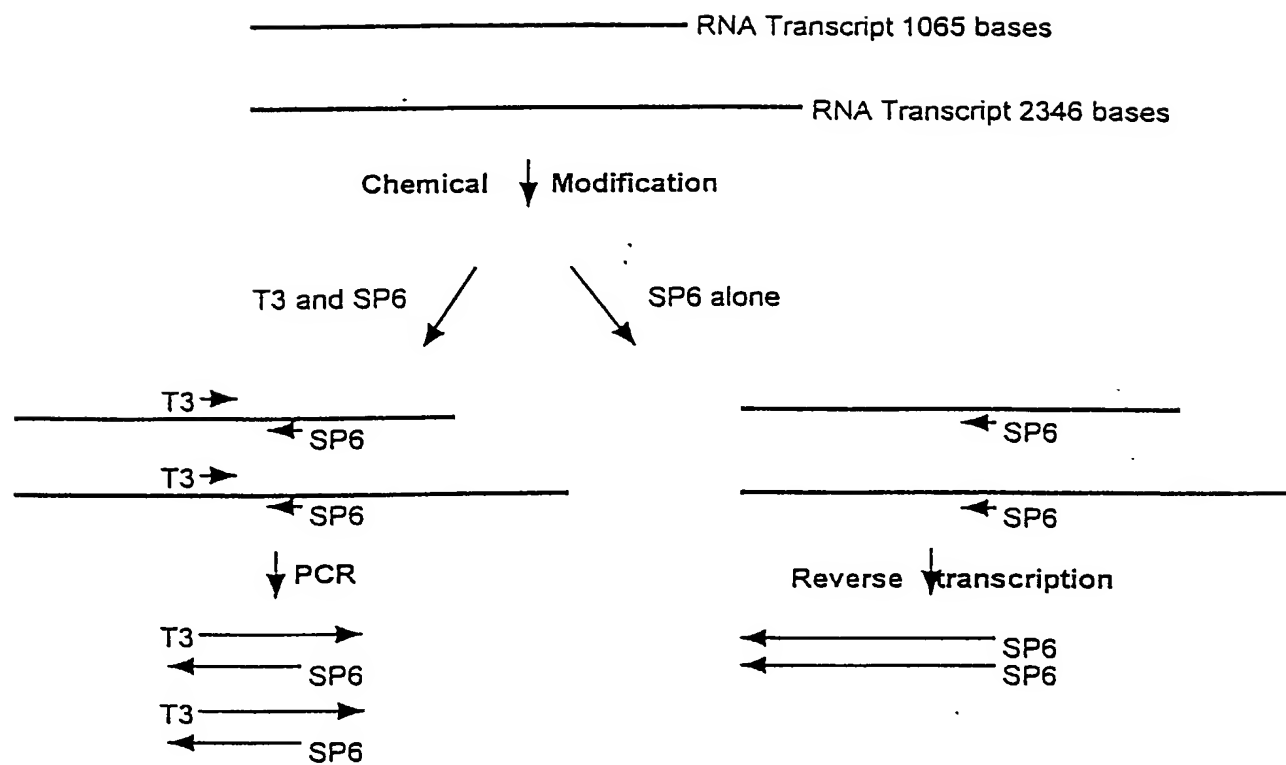 RNA Transcript 1065 bases
RNA Transcript 2346 bases
Chemical Modification
T3 and SP6
SP6 alone
T3
SP6
SP6
T3
SP6
SP6
PCR
Reverse transcription
T3
SP6
T3
SP6
SP6
SP6